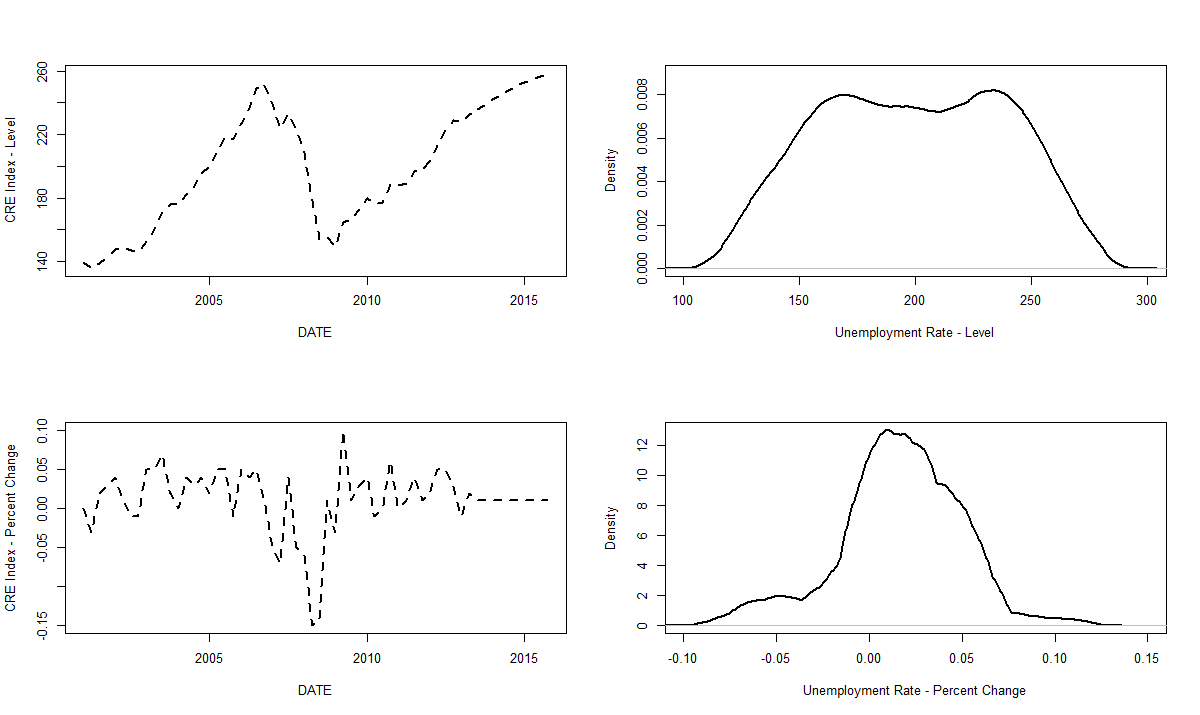 CRE Index - Level
260
220
180
140
2005 2010 2015
DATE
Density
0.008
0.006
0.004
0.002
0.000
100 150 200 250 300
Unemployment Rate - Level
CRE Index - Percent Change
0.10
0.05
0.00
-0.05
-0.15
2005 2010 2015
DATE
Density
12
10
8
6
4
2
0
-0.10 -0.05 0.00 0.05 0.10 0.15
Unemployment Rate - Percent Change